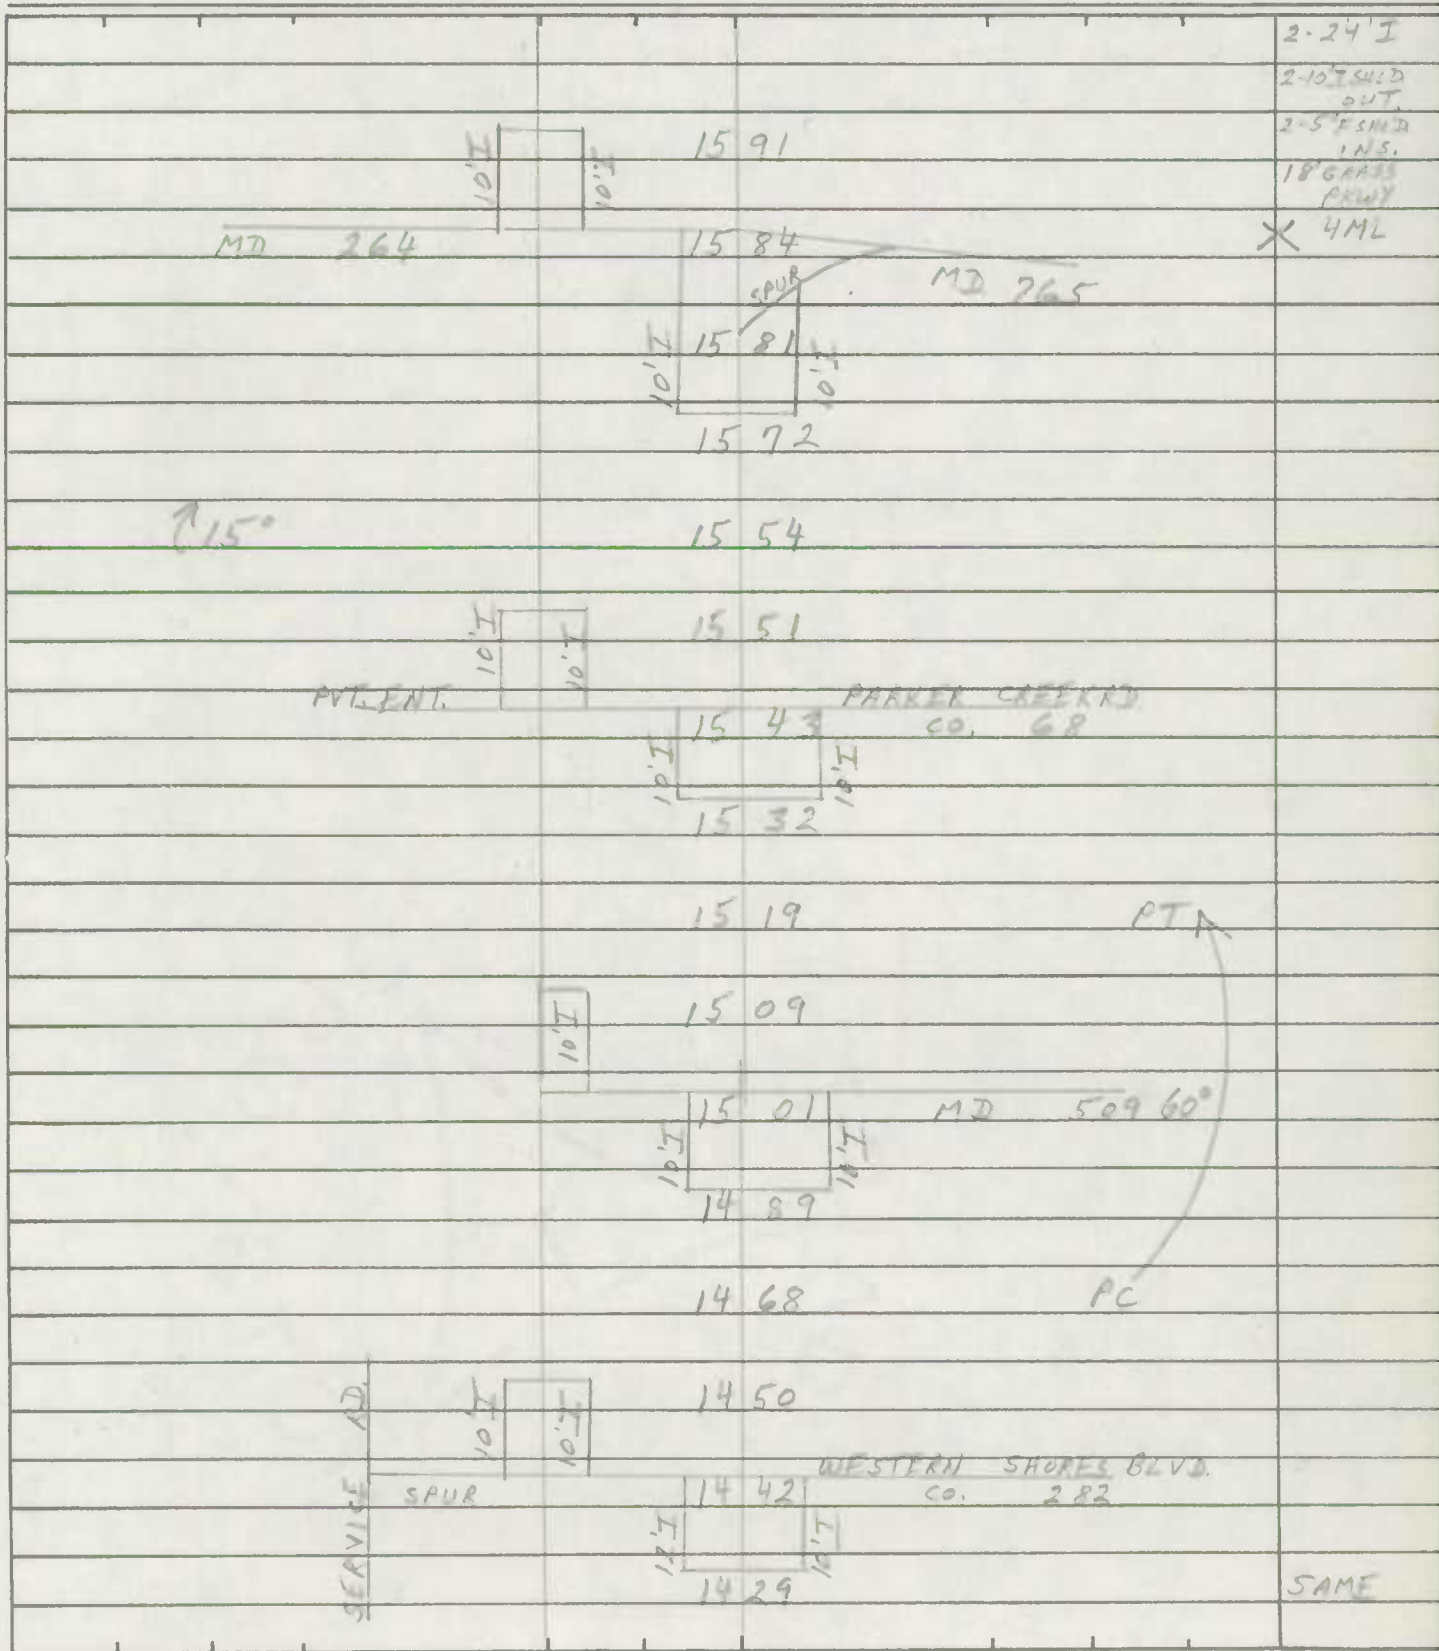 2-24' I
2-10' I SHLD
OUT.
2-5' I SHLD
INS.
18' GRASS
PKWY
4ML
10' I 10' I 15 91
MD 264 15 84
SPUR MD 765
10' I 15 81 10' I
15 72
15° 15 54
10' I 10' I 15 51
PVT. ENT. PARKER CREEK RD
15 43 CO. 68
10' I 10' I
15 32
15 19 PT
10' I 15 09
15 01 MD 509 60°
10' I 10' I
14 89
14 68 PC
SERVICE RD. 10' I 10' I 14 50
WESTERN SHORES BLVD.
SPUR 14 42 CO. 282
12' I 10' I
14 29 SAME